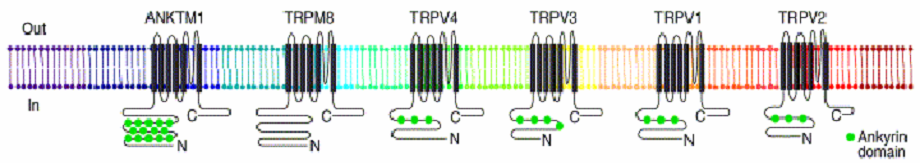 ANKTM1 TRPM8 TRPV4 TRPV3 TRPV1 TRPV2
Out
In
C C C C C C
N N N N N N
Ankyrin
domain